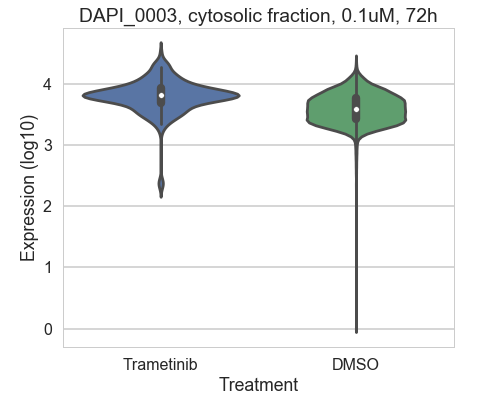 DAPI_0003, cytosolic fraction, 0.1uM, 72h
Expression (log10)
4
3
2
1
0
Trametinib DMSO
Treatment